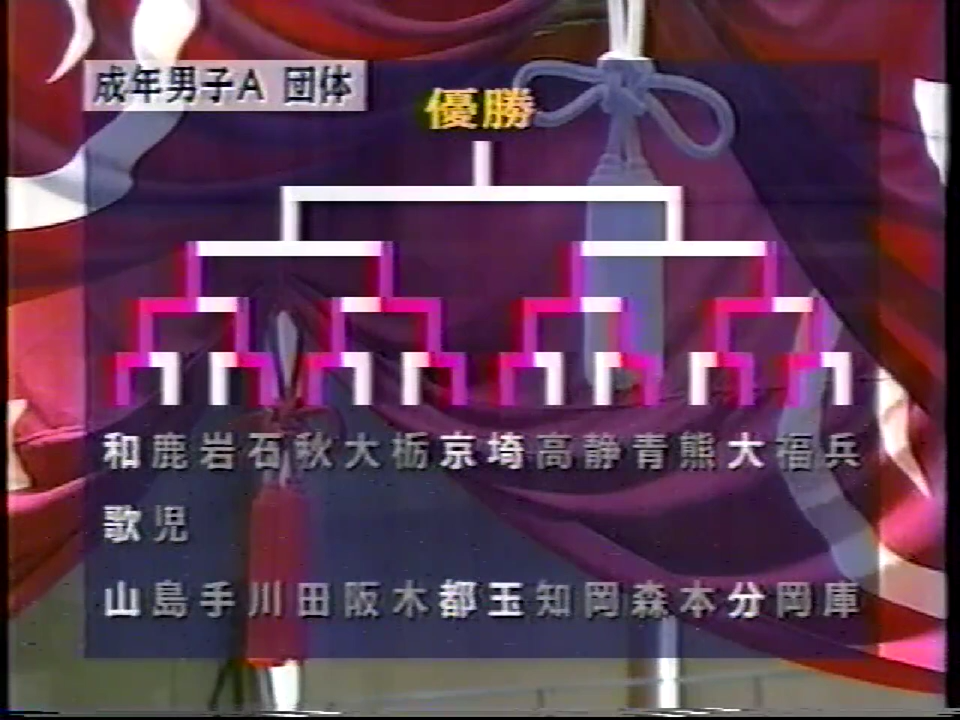 成年男子A 団体
優勝
和歌山
鹿児島
岩手
石川
秋田
大阪
栃木
京都
埼玉
高知
静岡
青森
熊本
大分
福岡
兵庫